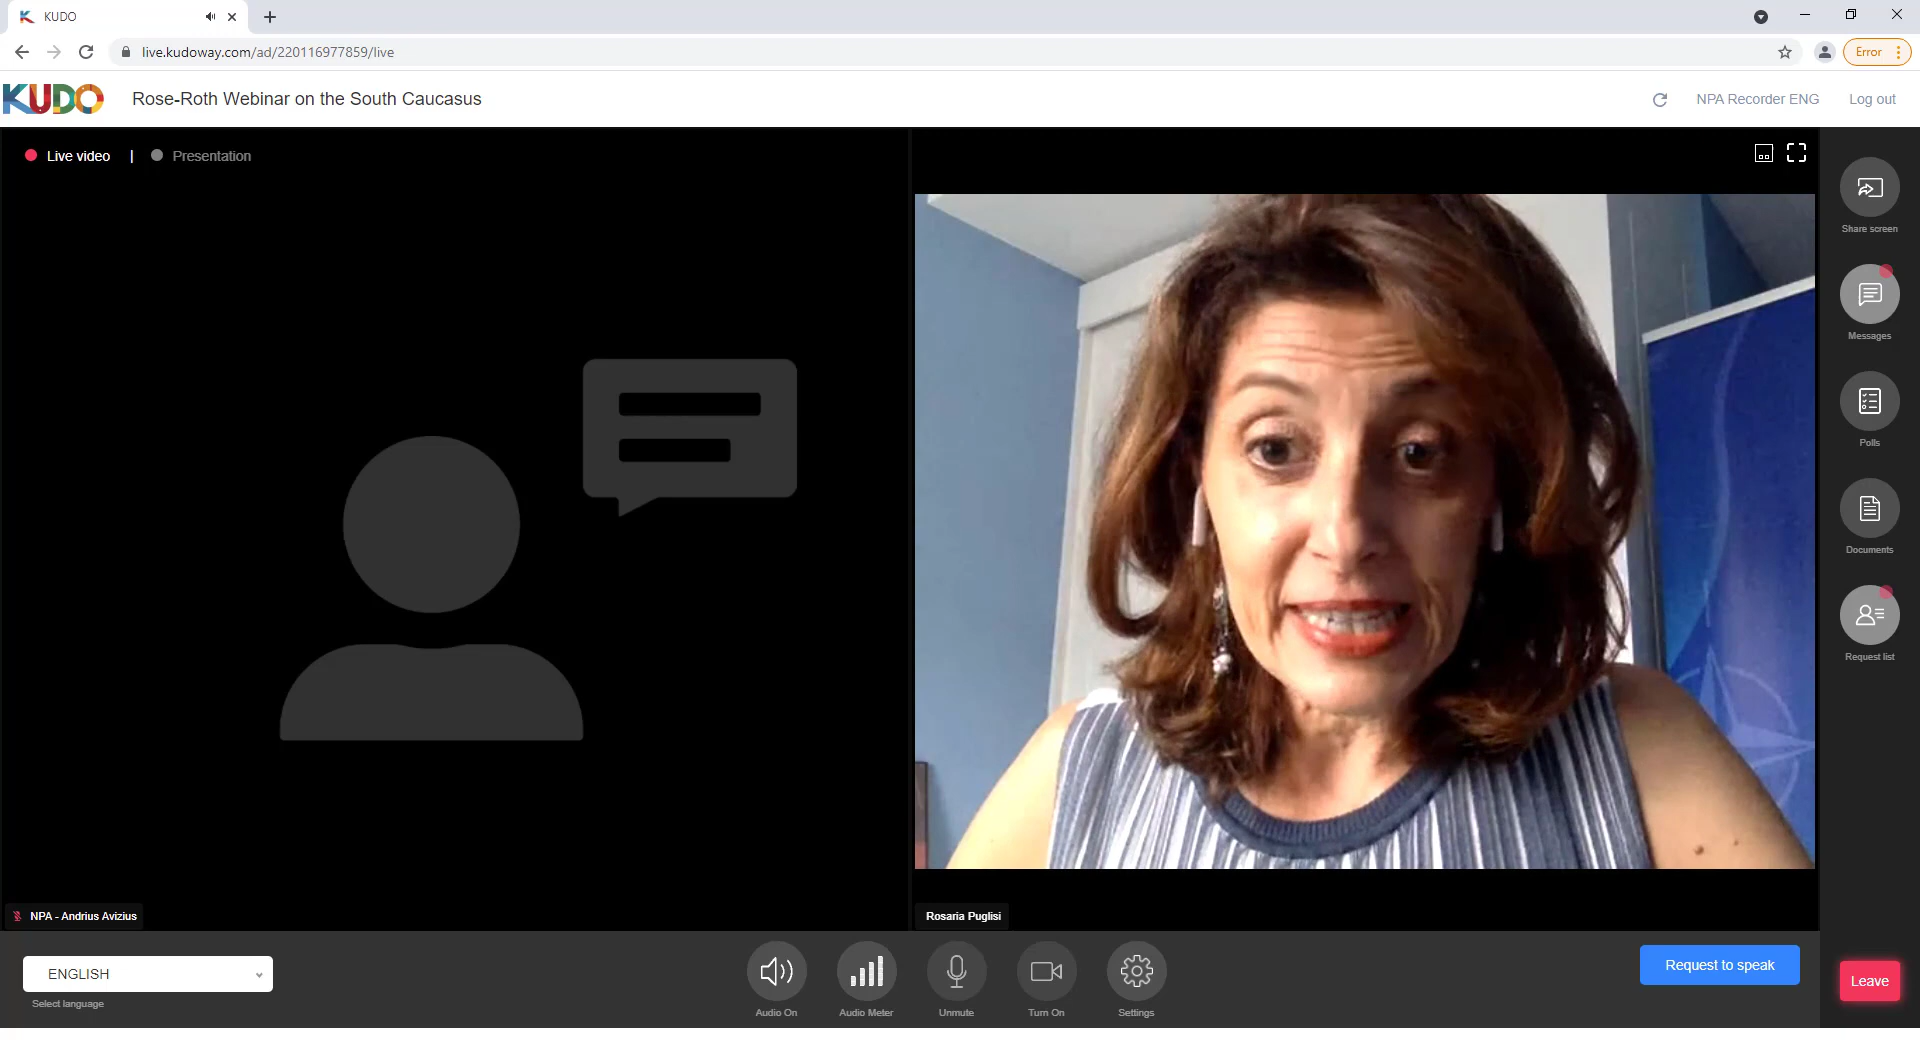 KUDO
live.kudoway.com/ad/220116977859/live
Error
KUDO
Rose-Roth Webinar on the South Caucasus
NPA Recorder ENG
Log out
Live video | Presentation
Share screen
Messages
Polls
Documents
Request list
NPA - Andrius Avizius
Rosaria Puglisi
ENGLISH
Select language
Audio On
Audio Meter
Unmute
Turn On
Settings
Request to speak
Leave